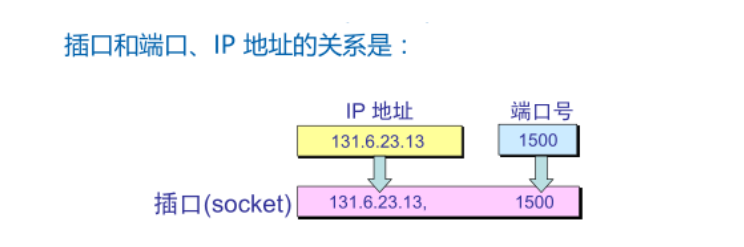 插口和端口、IP 地址的关系是：
IP 地址 端口号
131.6.23.13 1500
插口(socket) 131.6.23.13, 1500